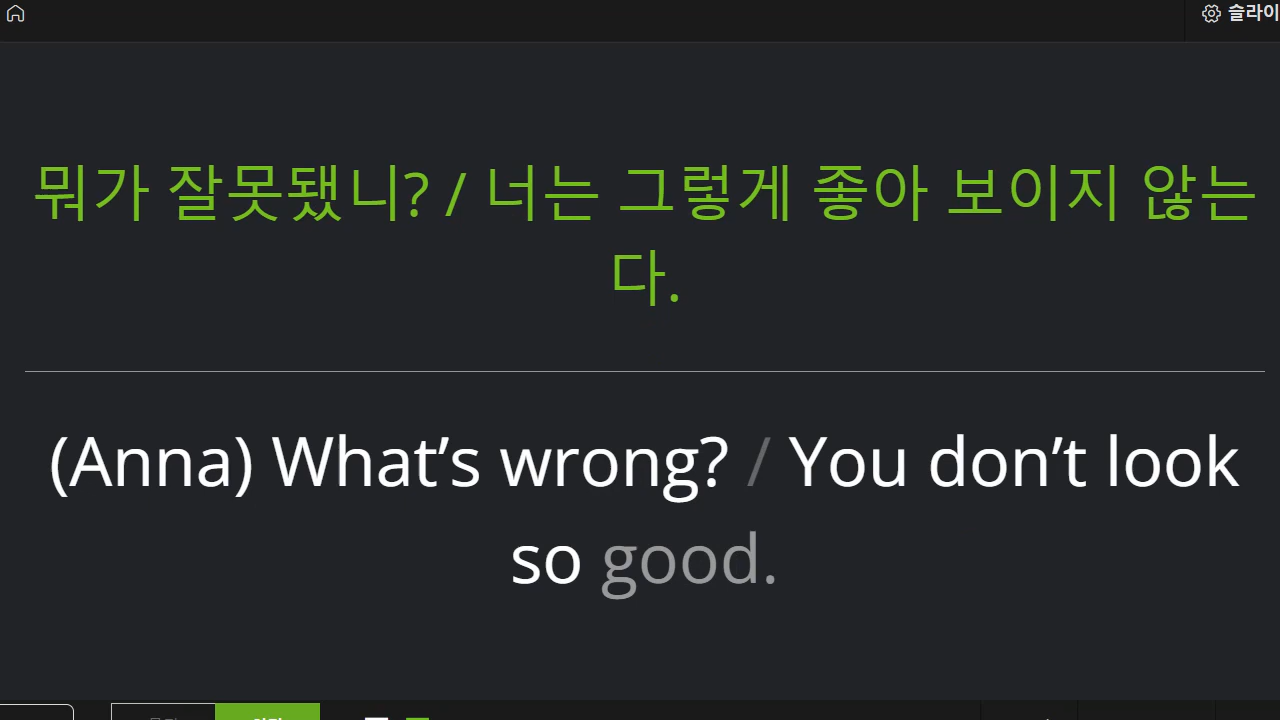 슬라이
뭐가 잘못됐니? / 너는 그렇게 좋아 보이지 않는
다.
(Anna) What’s wrong? / You don’t look
so good.